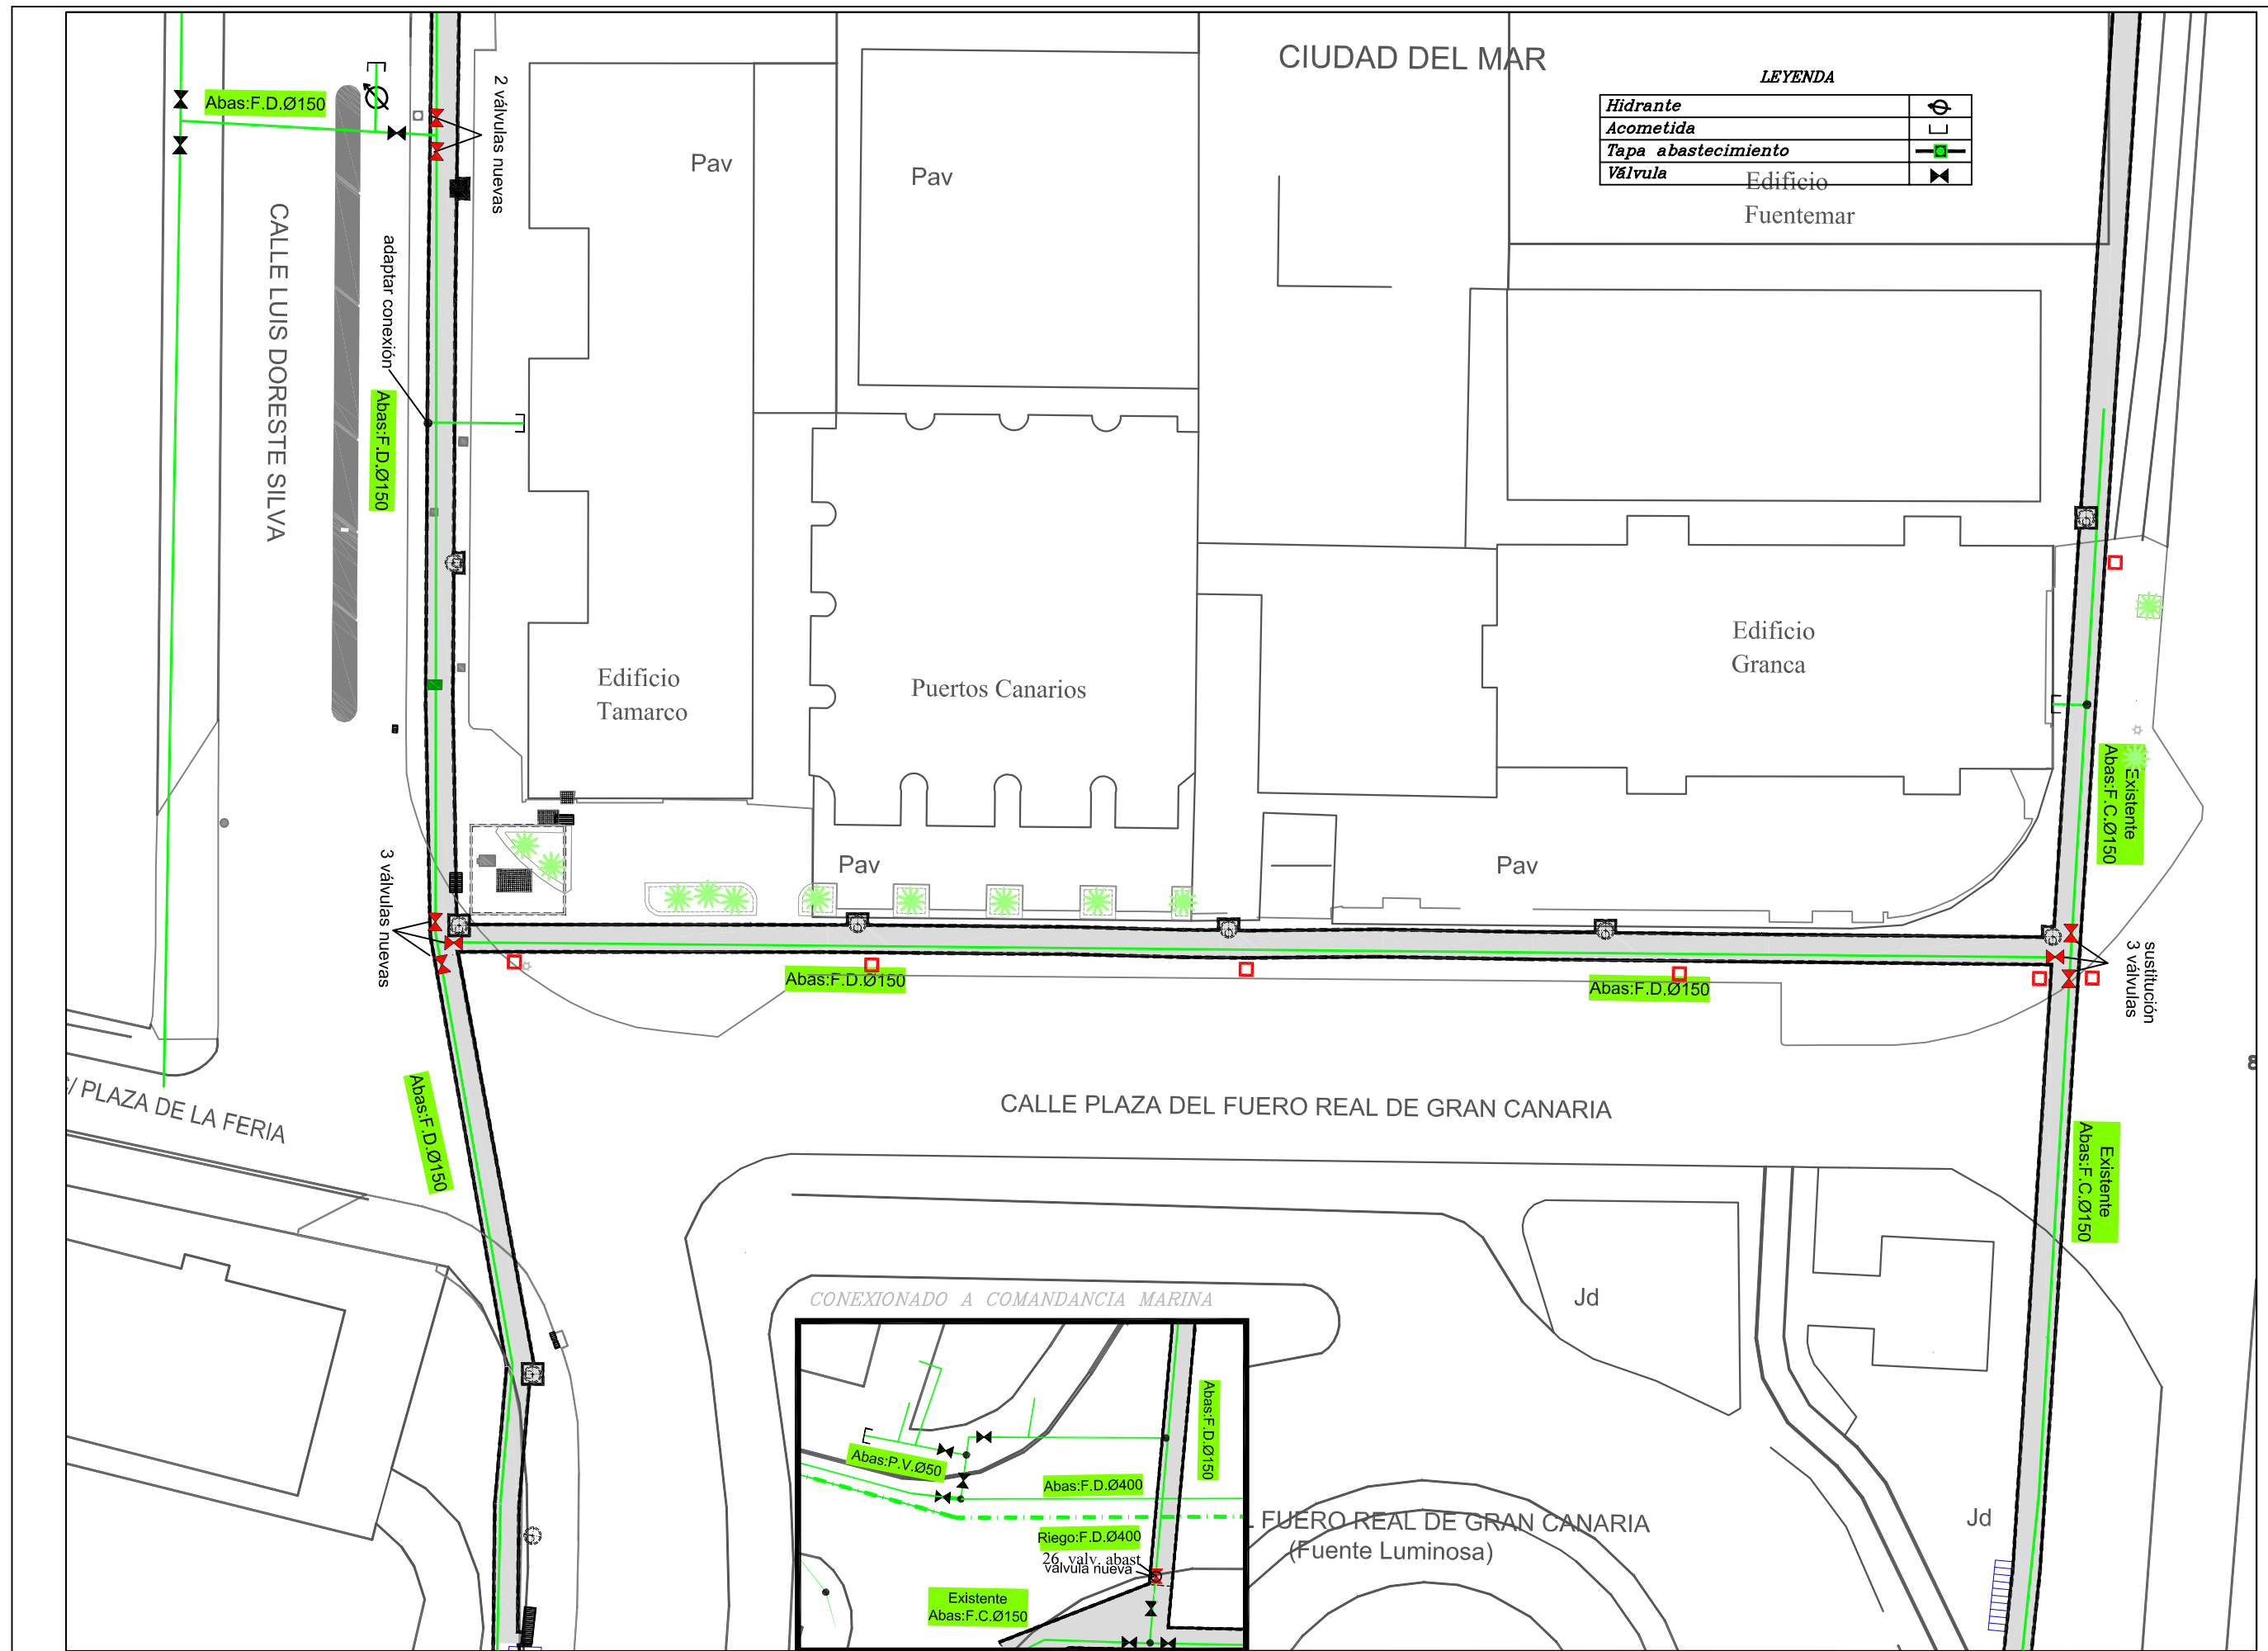 CIUDAD DEL MAR
LEYENDA
Hidrante
Acometida
Tapa abastecimiento
Válvula
Edificio
Fuentemar
Abas:F.D.Ø150
2 válvulas nuevas
Pav
Pav
CALLE LUIS DORESTE SILVA
adaptar conexión
Abas:F.D.Ø150
Edificio
Tamarco
Puertos Canarios
Edificio
Granca
Existente
Abas:F.C.Ø150
Pav
Pav
3 válvulas nuevas
Abas:F.D.Ø150
Abas:F.D.Ø150
sustitución
3 válvulas
C/ PLAZA DE LA FERIA
Abas:F.D.Ø150
CALLE PLAZA DEL FUERO REAL DE GRAN CANARIA
Existente
Abas:F.C.Ø150
8
Jd
CONEXIONADO A COMANDANCIA MARINA
Abas:F.D.Ø150
Abas:P.V.Ø50
Abas:F.D.Ø400
Riego:F.D.Ø400
26. valv. abast
válvula nueva
Existente
Abas:F.C.Ø150
L FUERO REAL DE GRAN CANARIA
(Fuente Luminosa)
Jd